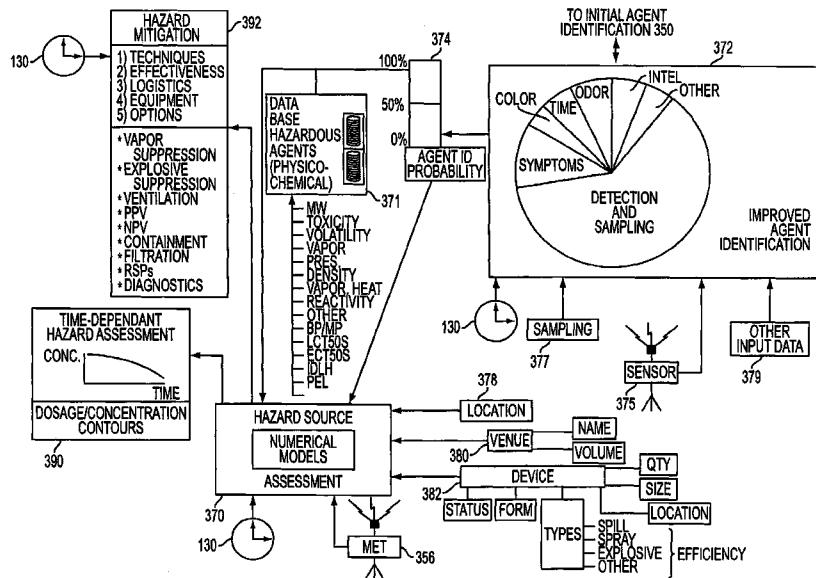 HAZARD
MITIGATION
392
130
1) TECHNIQUES
2) EFFECTIVENESS
3) LOGISTICS
4) EQUIPMENT
5) OPTIONS
* VAPOR
SUPPRESSION
* EXPLOSIVE
SUPPRESSION
* VENTILATION
* PPV
* NPV
* CONTAINMENT
* FILTRATION
* RSPs
* DIAGNOSTICS
100%
50%
0%
374
AGENT ID
PROBABILITY
DATA
BASE
HAZARDOUS
AGENTS
(PHYSICO-
CHEMICAL)
371
MW
TOXICITY
VOLATILITY
VAPOR
PRES.
DENSITY
VAPOR, HEAT
REACTIVITY
OTHER
BP/MP
LCT50S
ECT50S
IDLH
PEL
TO INITIAL AGENT
IDENTIFICATION 350
372
COLOR
TIME
ODOR
INTEL
OTHER
SYMPTOMS
DETECTION
AND
SAMPLING
IMPROVED
AGENT
IDENTIFICATION
130
SAMPLING
377
SENSOR
375
OTHER
INPUT DATA
379
TIME-DEPENDANT
HAZARD ASSESSMENT
CONC.
TIME
DOSAGE/CONCENTRATION
CONTOURS
390
HAZARD SOURCE
NUMERICAL
MODELS
ASSESSMENT
370
130
MET
356
378
LOCATION
380
VENUE
NAME
VOLUME
382
DEVICE
QTY
SIZE
LOCATION
STATUS
FORM
TYPES
SPILL
SPRAY
EXPLOSIVE
OTHER
EFFICIENCY